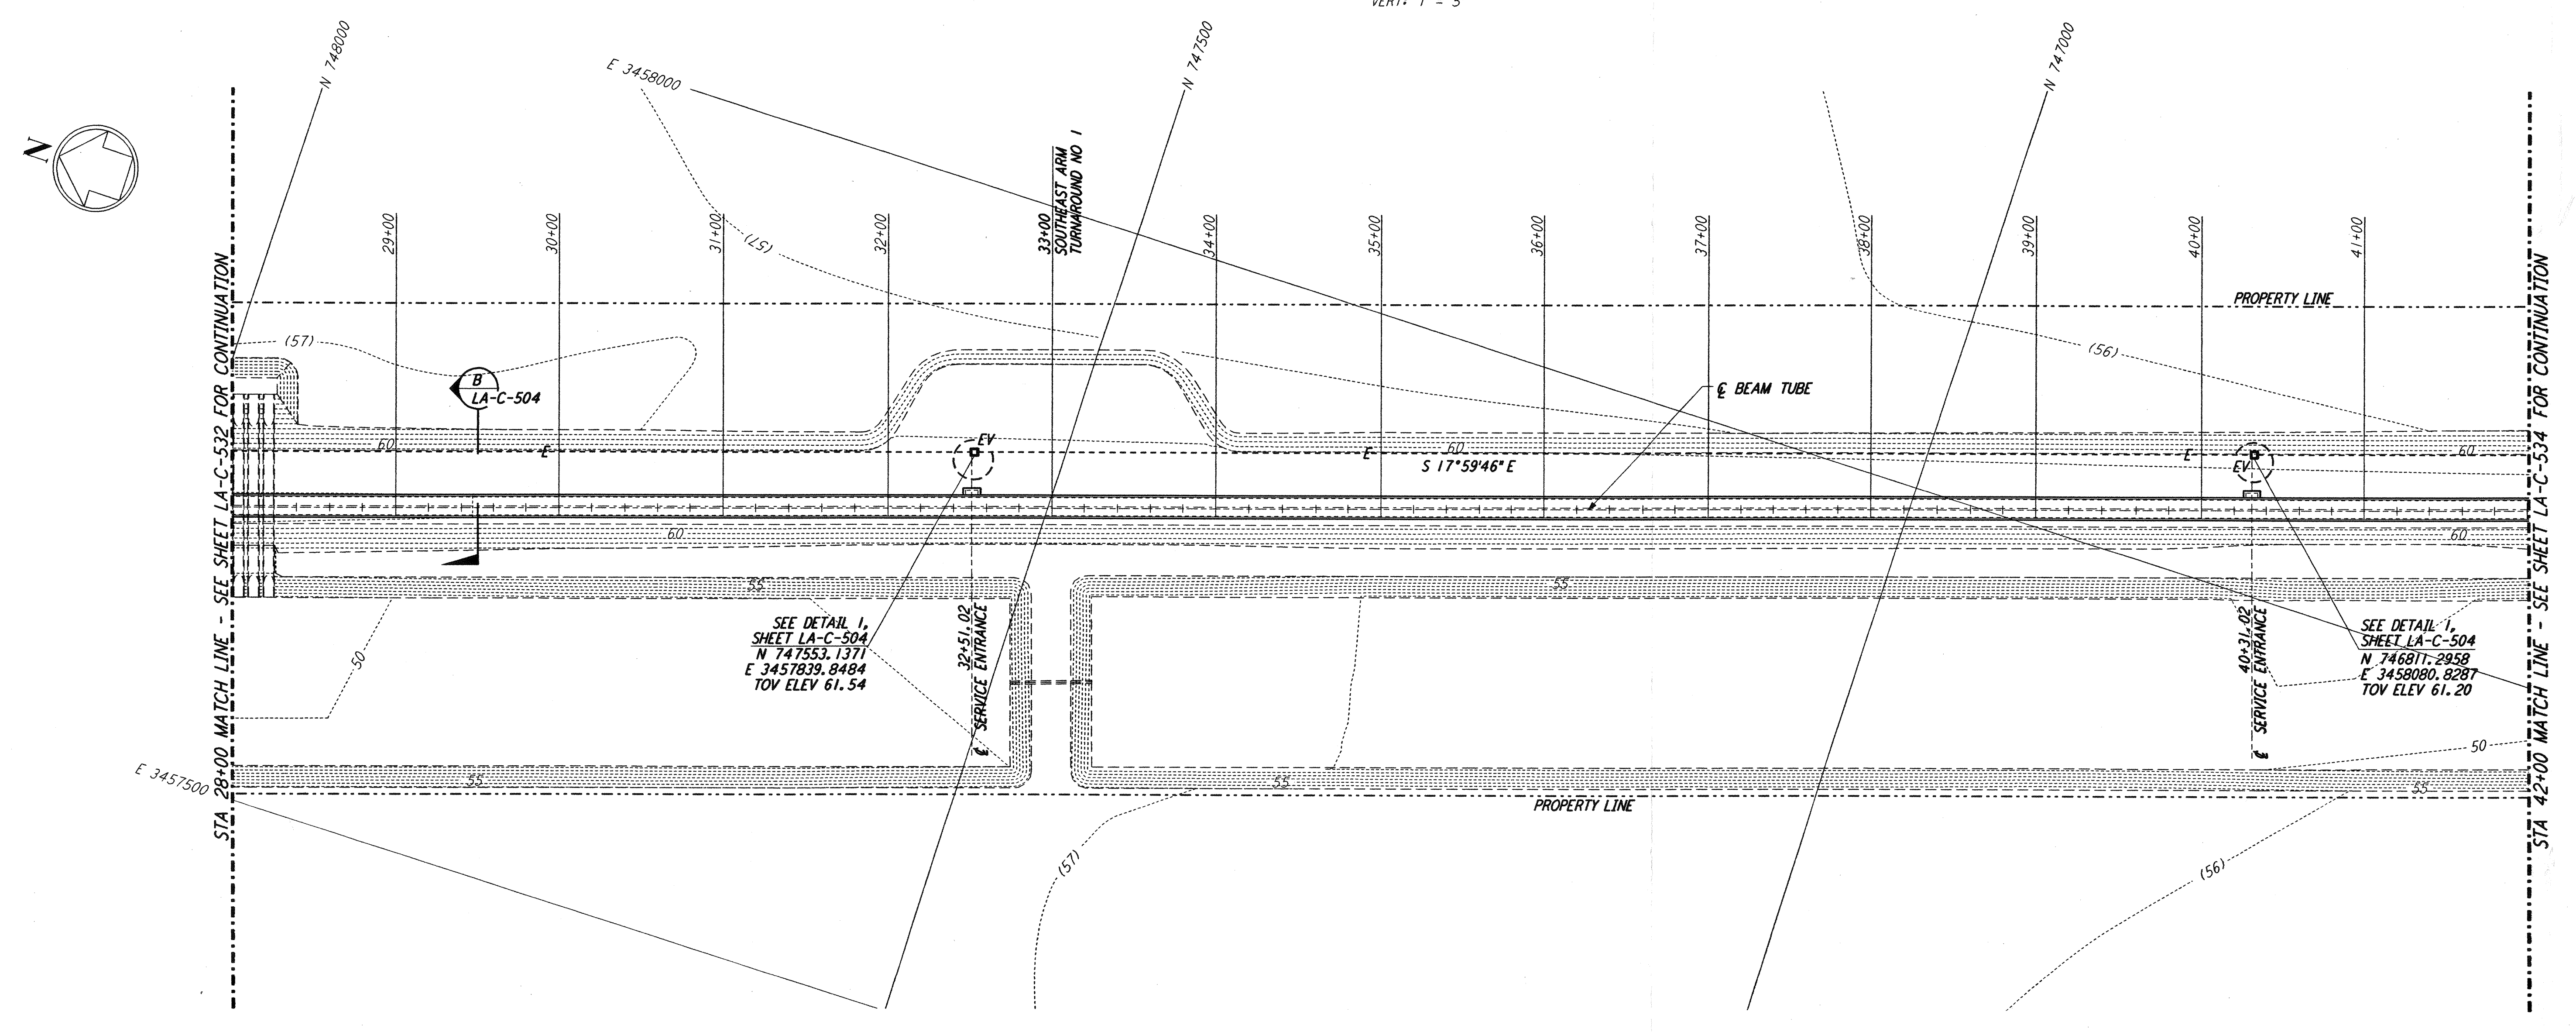 VERT. 1" = 5'
N
N 748000
E 3458000
N 747500
N 747000
29+00
30+00
31+00
32+00
33+00
SOUTHEAST ARM
TURNAROUND NO 1
34+00
35+00
36+00
37+00
38+00
39+00
40+00
41+00
(57)
PROPERTY LINE
(57)
(56)
B
LA-C-504
℄ BEAM TUBE
60
E
EV
E
60
S 17°59'46" E
E
EV
60
60
60
55
55
SEE DETAIL 1,
SHEET LA-C-504
N 747553.1371
E 3457839.8484
TOV ELEV 61.54
32+51.02
℄ SERVICE ENTRANCE
40+31.02
℄ SERVICE ENTRANCE
SEE DETAIL 1,
SHEET LA-C-504
N 746811.2958
E 3458080.8287
TOV ELEV 61.20
50
50
E 3457500
55
55
55
PROPERTY LINE
(57)
(56)
STA 28+00 MATCH LINE - SEE SHEET LA-C-532 FOR CONTINUATION
STA 42+00 MATCH LINE - SEE SHEET LA-C-534 FOR CONTINUATION